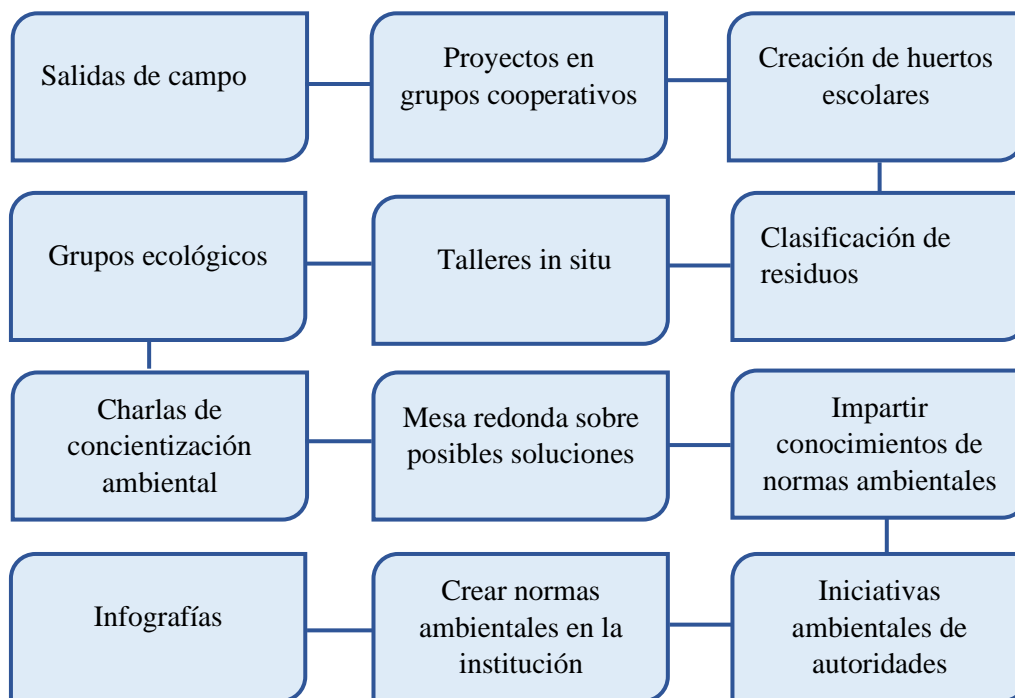 Salidas de campo
Proyectos en
grupos cooperativos
Creación de huertos
escolares
Grupos ecológicos
Talleres in situ
Clasificación de
residuos
Charlas de
concientización
ambiental
Mesa redonda sobre
posibles soluciones
Impartir
conocimientos de
normas ambientales
Infografías
Crear normas
ambientales en la
institución
Iniciativas
ambientales de
autoridades